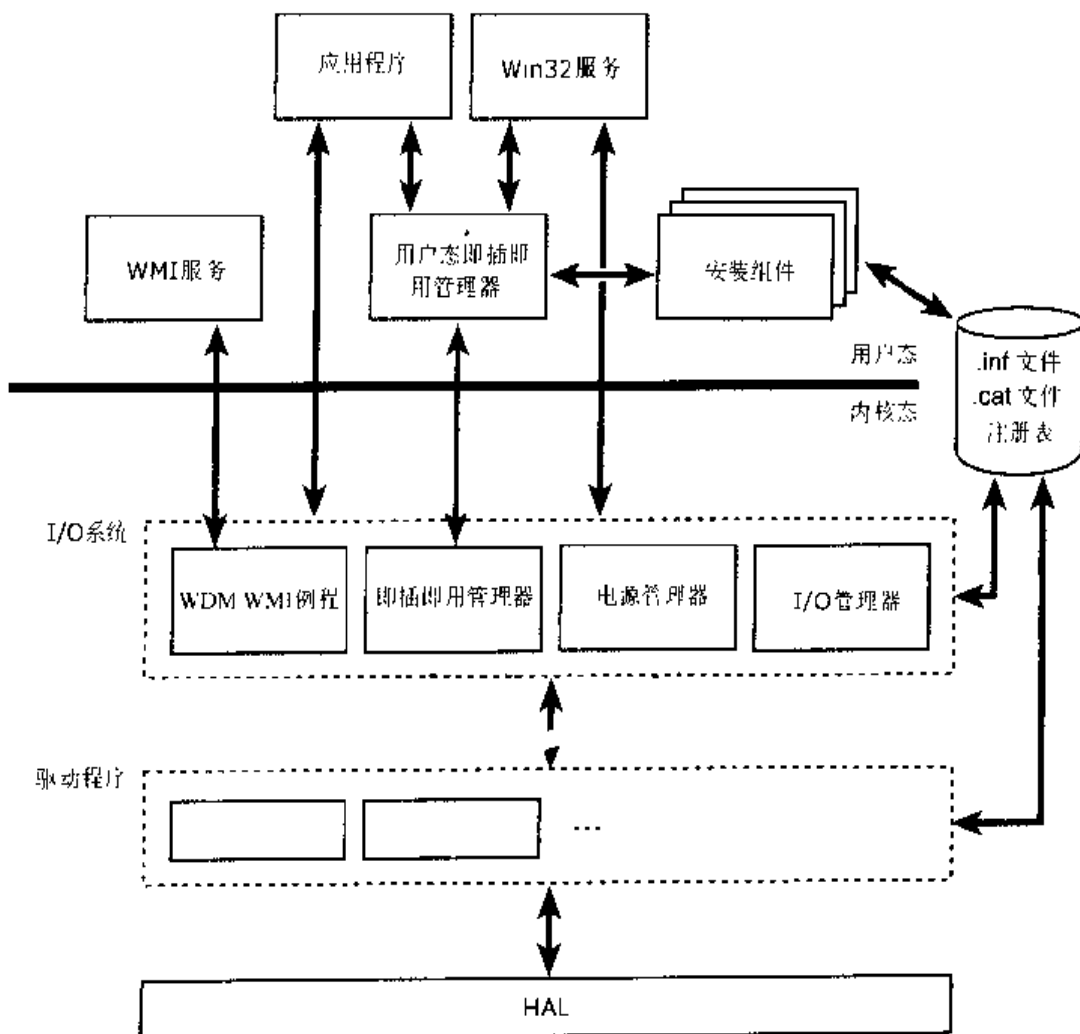 应用程序
Win32服务
WMI服务
用户态即插即
用管理器
安装组件
用户态
内核态
.inf 文件
.cat 文件
注册表
I/O系统
WDM WMI例程
即插即用管理器
电源管理器
I/O管理器
驱动程序
...
HAL